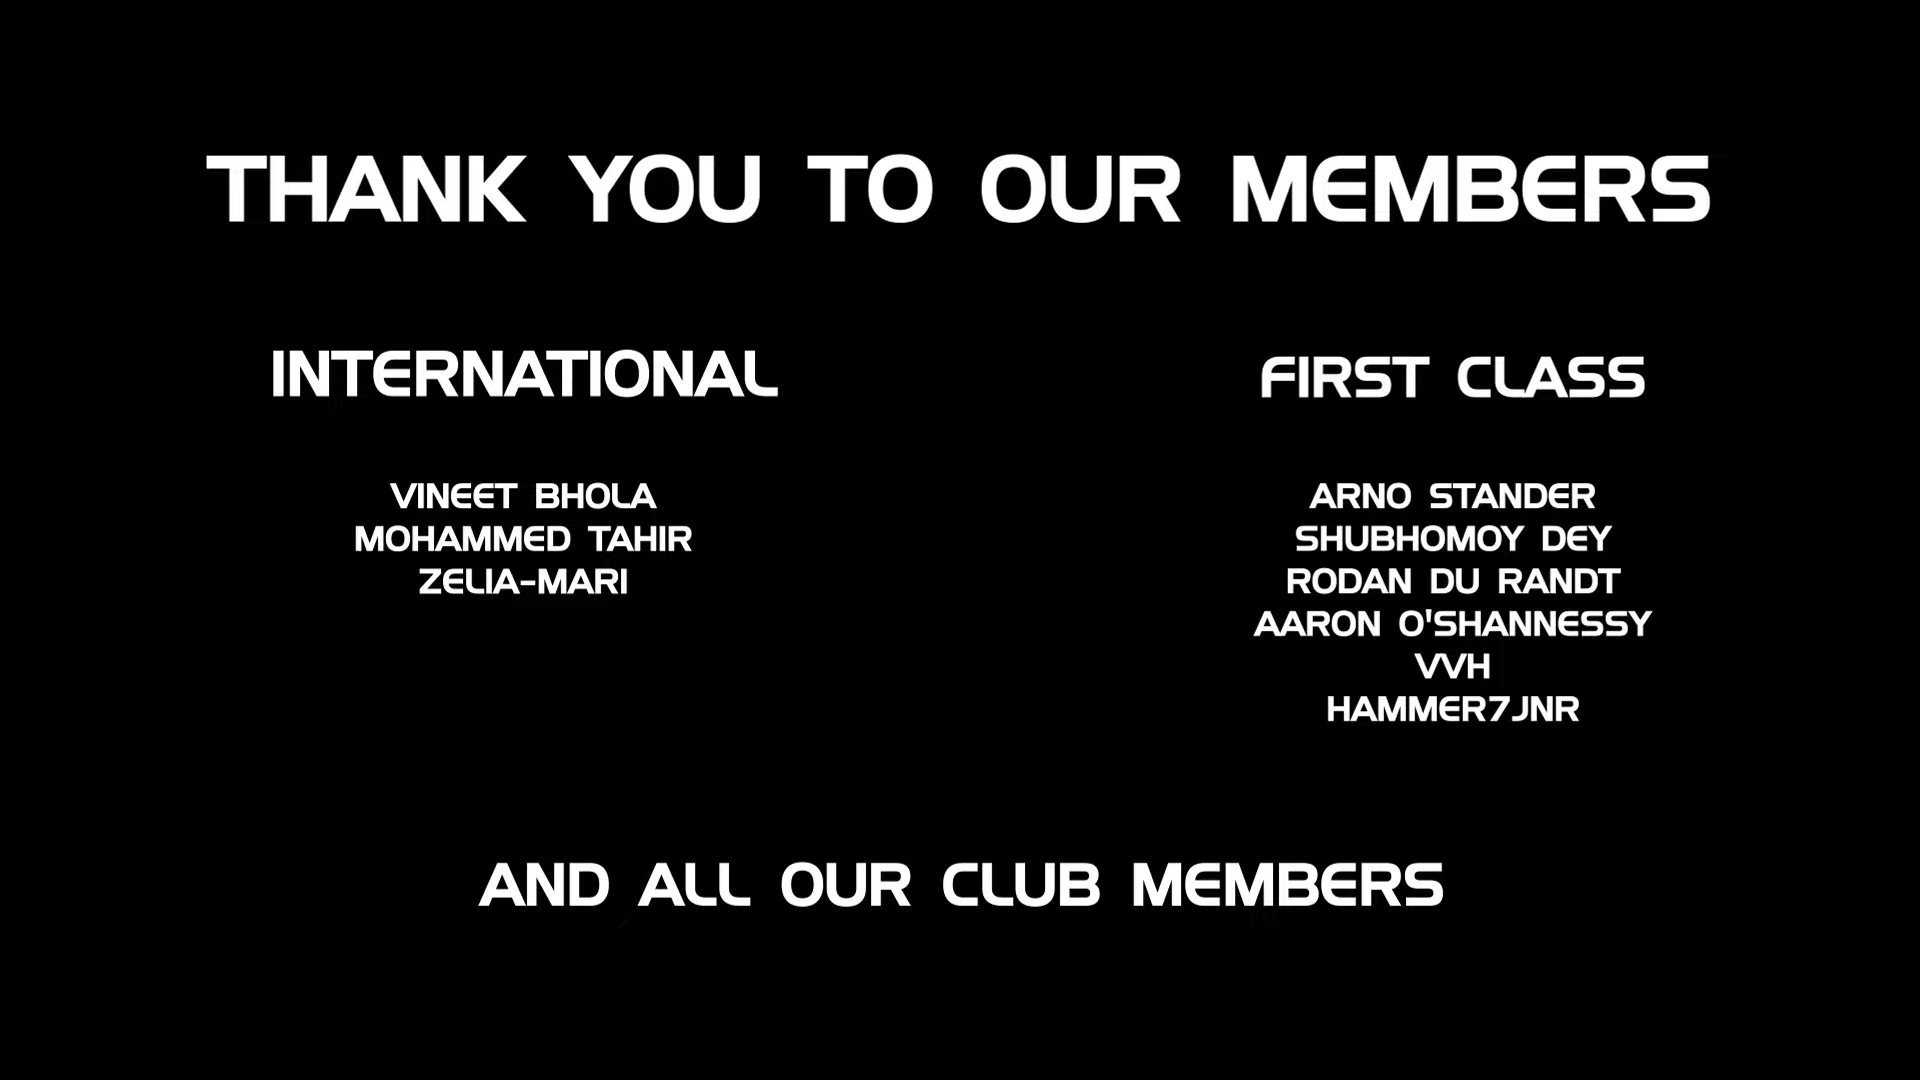 THANK YOU TO OUR MEMBERS
INTERNATIONAL
VINEET BHOLA
MOHAMMED TAHIR
ZELIA-MARI
FIRST CLASS
ARNO STANDER
SHUBHOMOY DEY
RODAN DU RANDT
AARON O'SHANNESSY
VVH
HAMMER7JNR
AND ALL OUR CLUB MEMBERS